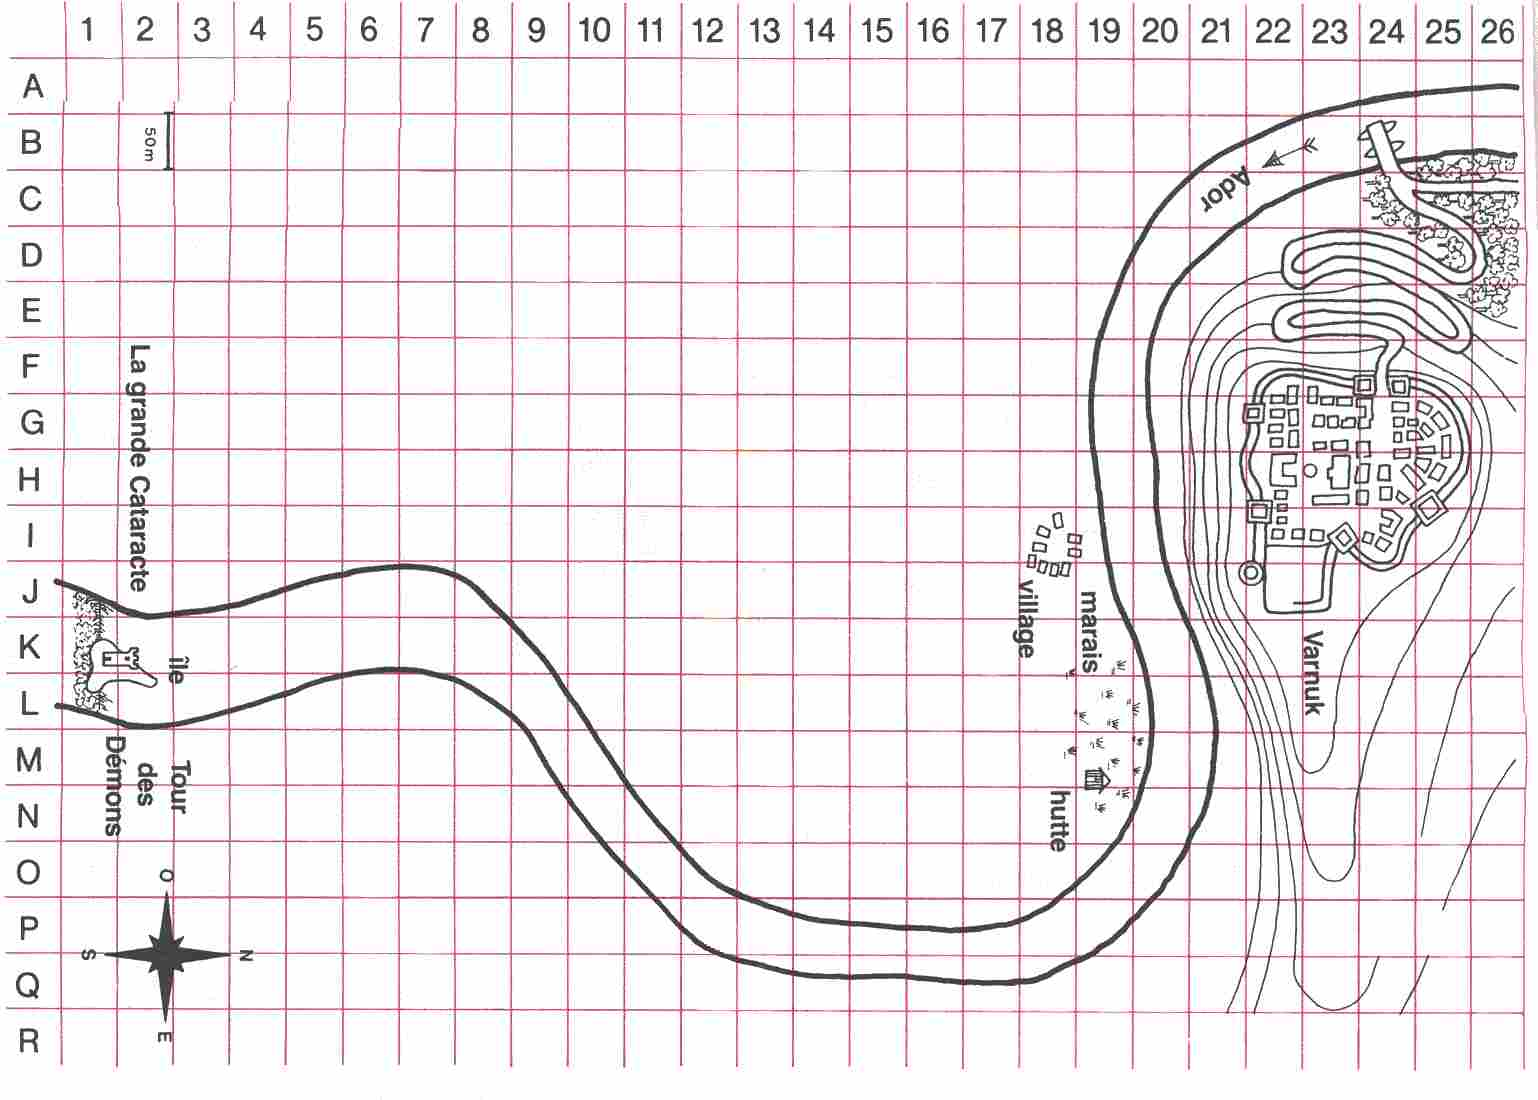 1 2 3 4 5 6 7 8 9 10 11 12 13 14 15 16 17 18 19 20 21 22 23 24 25 26
A
B
C
D
E
F
G
H
I
J
K
L
M
N
O
P
Q
R
50m
La grande Cataracte
île
Tour
des
Démons
O
S
N
E
Ador
village
marais
hutte
Varnuk